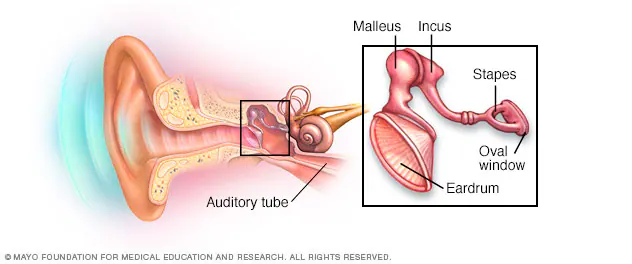 Malleus
Incus
Stapes
Oval
window
Eardrum
Auditory tube
© MAYO FOUNDATION FOR MEDICAL EDUCATION AND RESEARCH. ALL RIGHTS RESERVED.